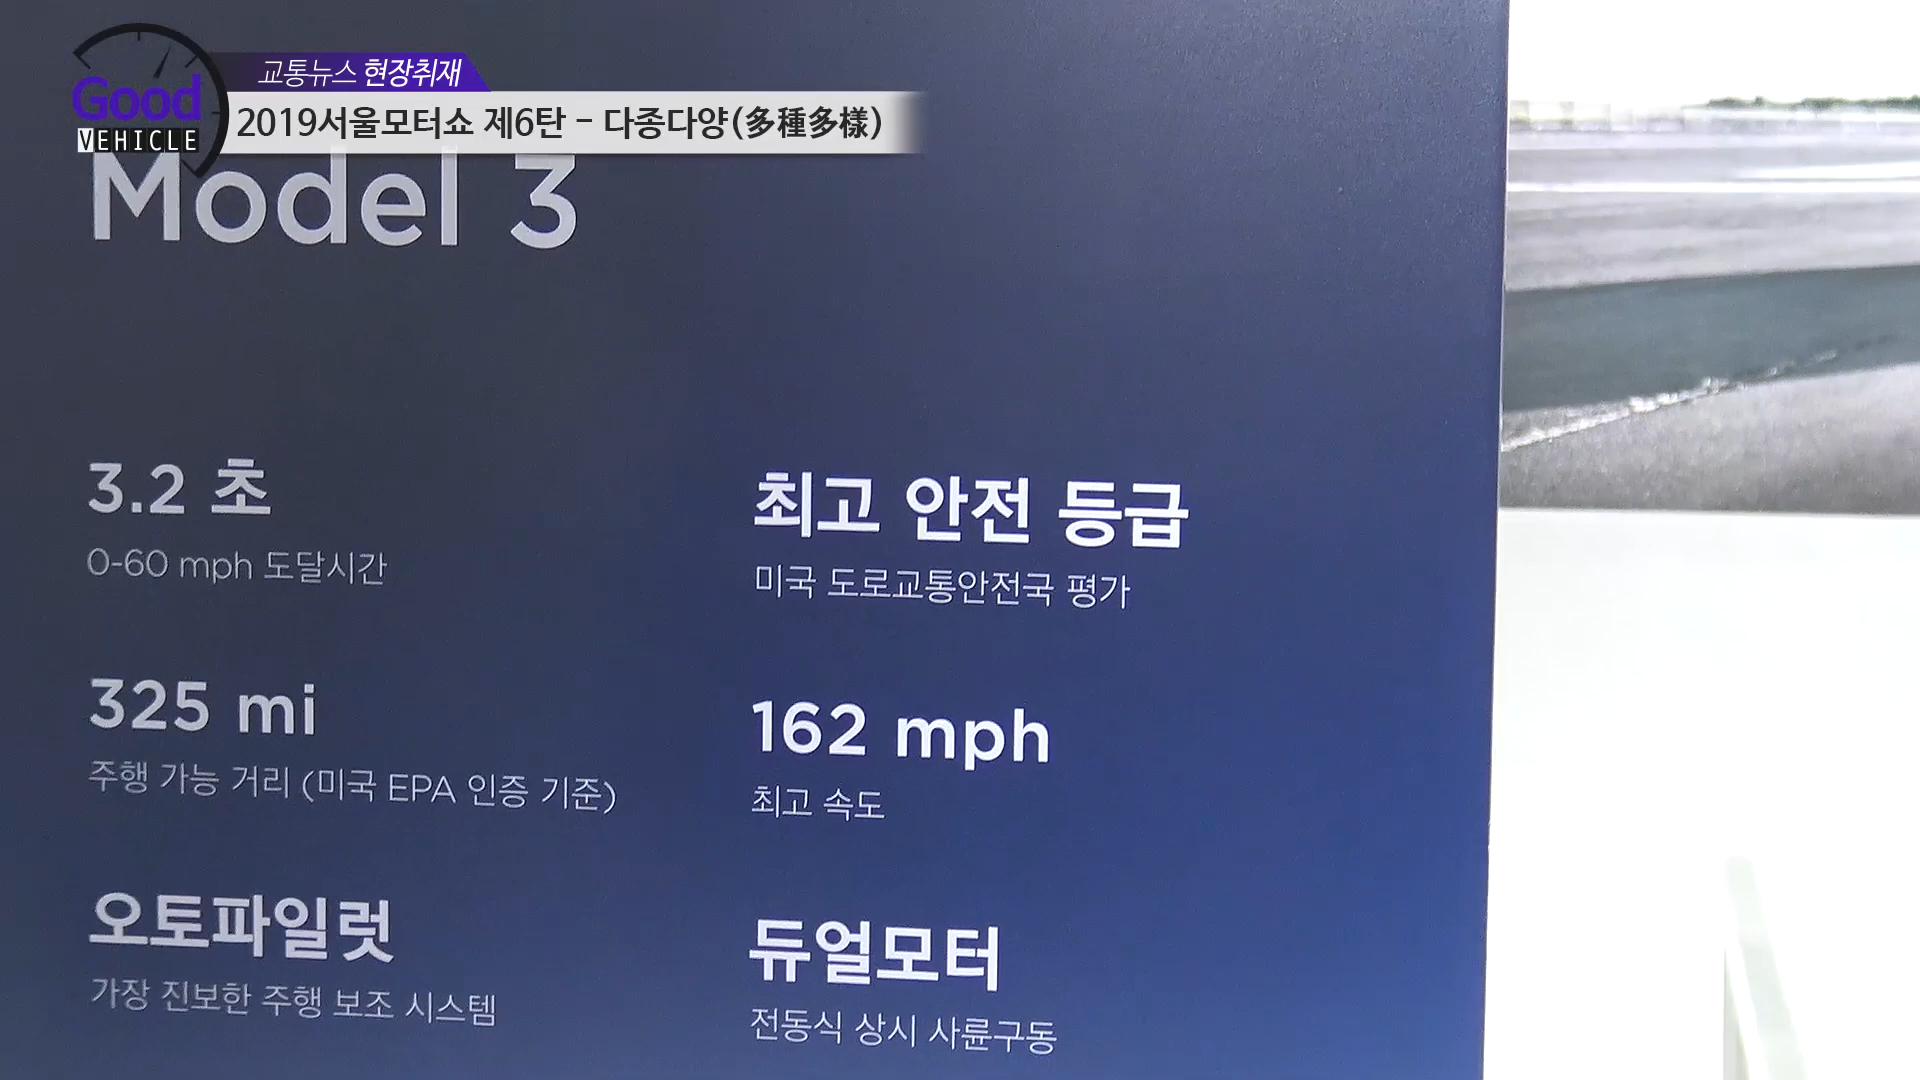 교통뉴스 현장취재
Good
VEHICLE
2019서울모터쇼 제6탄 - 다종다양(多種多樣)
Model 3
3.2 초
0-60 mph 도달시간
최고 안전 등급
미국 도로교통안전국 평가
325 mi
주행 가능 거리 (미국 EPA 인증 기준)
162 mph
최고 속도
오토파일럿
가장 진보한 주행 보조 시스템
듀얼모터
전동식 상시 사륜구동